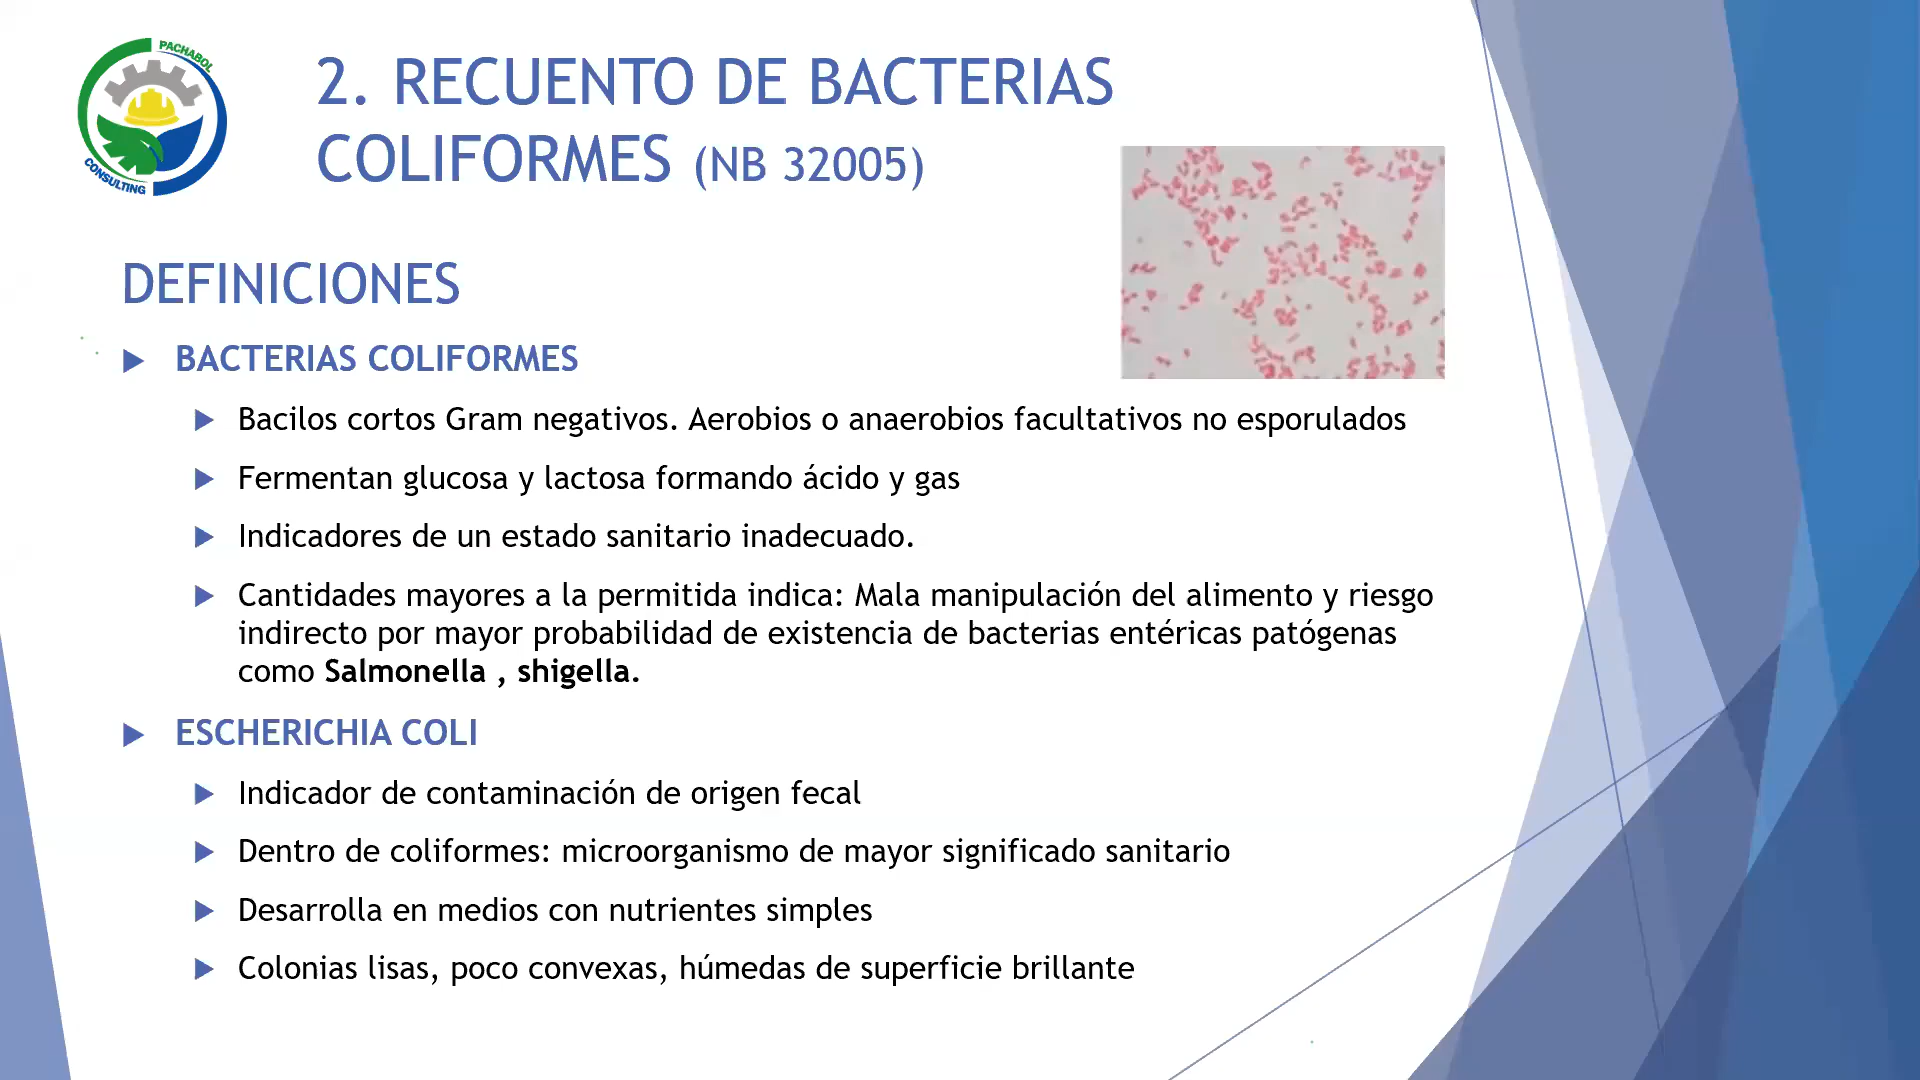 PACHABOL
CONSULTING
2. RECUENTO DE BACTERIAS
COLIFORMES (NB 32005)
DEFINICIONES
BACTERIAS COLIFORMES
Bacilos cortos Gram negativos. Aerobios o anaerobios facultativos no esporulados
Fermentan glucosa y lactosa formando ácido y gas
Indicadores de un estado sanitario inadecuado.
Cantidades mayores a la permitida indica: Mala manipulación del alimento y riesgo
indirecto por mayor probabilidad de existencia de bacterias entéricas patógenas
como Salmonella , shigella.
ESCHERICHIA COLI
Indicador de contaminación de origen fecal
Dentro de coliformes: microorganismo de mayor significado sanitario
Desarrolla en medios con nutrientes simples
Colonias lisas, poco convexas, húmedas de superficie brillante